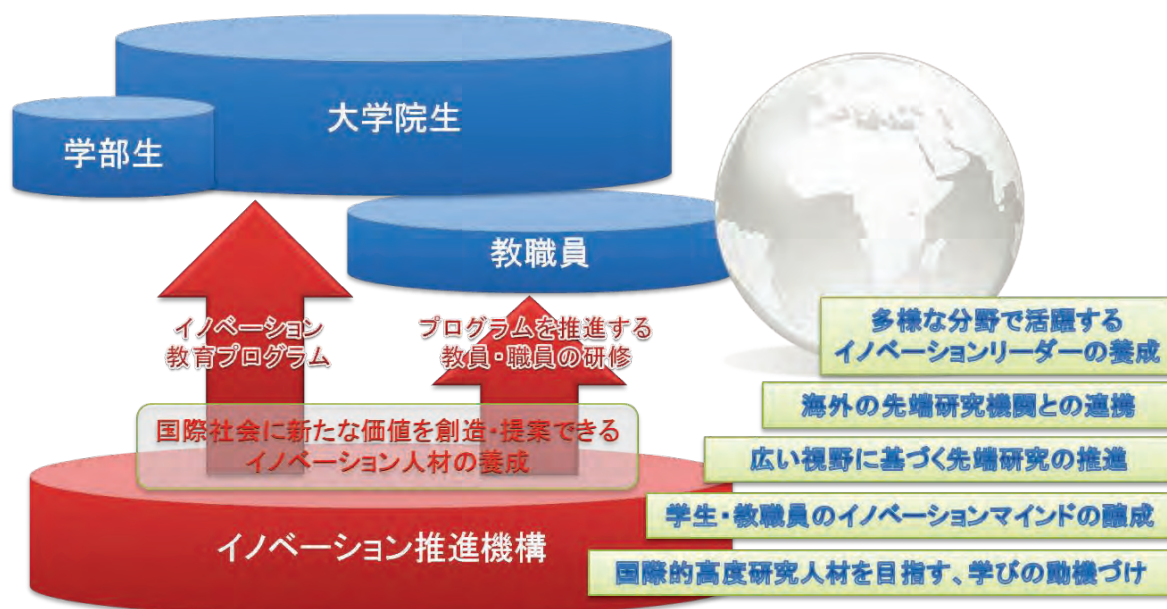 大学院生
学部生
教職員
イノベーション
教育プログラム
プログラムを推進する
教員・職員の研修
国際社会に新たな価値を創造・提案できる
イノベーション人材の養成
イノベーション推進機構
多様な分野で活躍する
イノベーションリーダーの養成
海外の先端研究機関との連携
広い視野に基づく先端研究の推進
学生・教職員のイノベーションマインドの醸成
国際的高度研究人材を目指す、学びの動機づけ